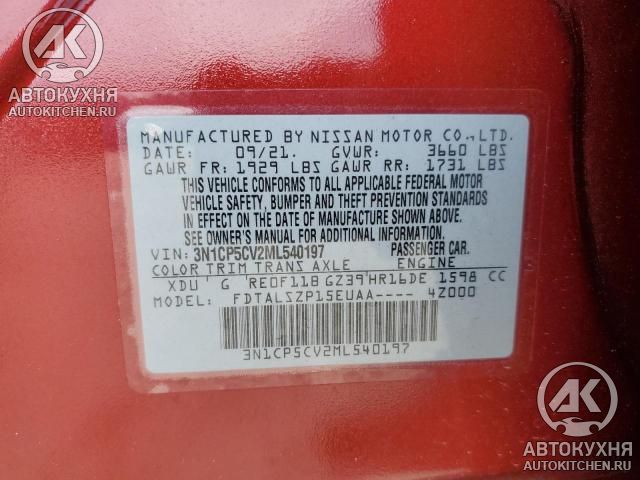 AK
АВТОКУХНЯ
AUTOKITCHEN.RU
MANUFACTURED BY NISSAN MOTOR CO.,LTD.
DATE: 09/21. GVWR: 3660 LBS
GAWR FR: 1929 LBS GAWR RR: 1731 LBS
THIS VEHICLE CONFORMS TO ALL APPLICABLE FEDERAL MOTOR
VEHICLE SAFETY, BUMPER AND THEFT PREVENTION STANDARDS
IN EFFECT ON THE DATE OF MANUFACTURE SHOWN ABOVE.
SEE OWNER'S MANUAL FOR ADDITIONAL INFORMATION.
VIN: 3N1CP5CV2ML540197 PASSENGER CAR.
COLOR TRIM TRANS AXLE ENGINE
XDU G RE0F11B GZ39 HR16DE 1598 CC
MODEL: FDTALSZP15EUAA---- 4Z000
3N1CP5CV2ML540197
AK
АВТОКУХНЯ
AUTOKITCHEN.RU